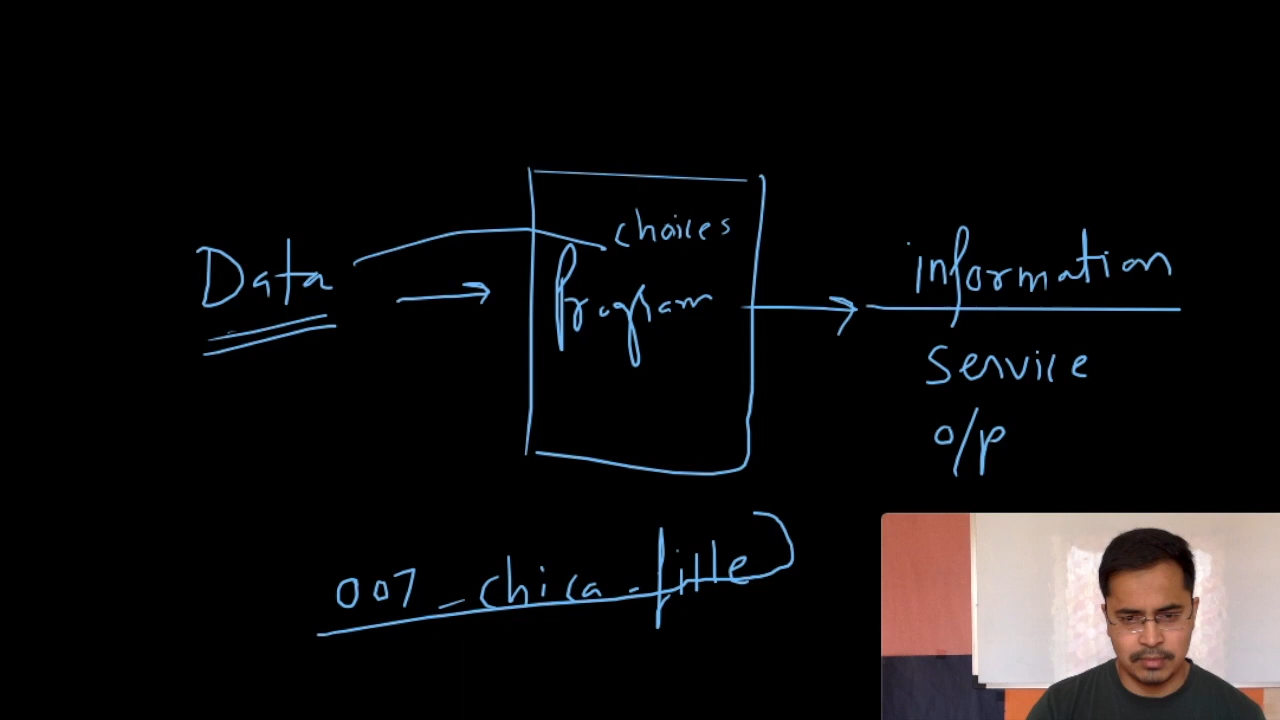 choices
Data
Program
information
Service
o/p
007_chica_fille